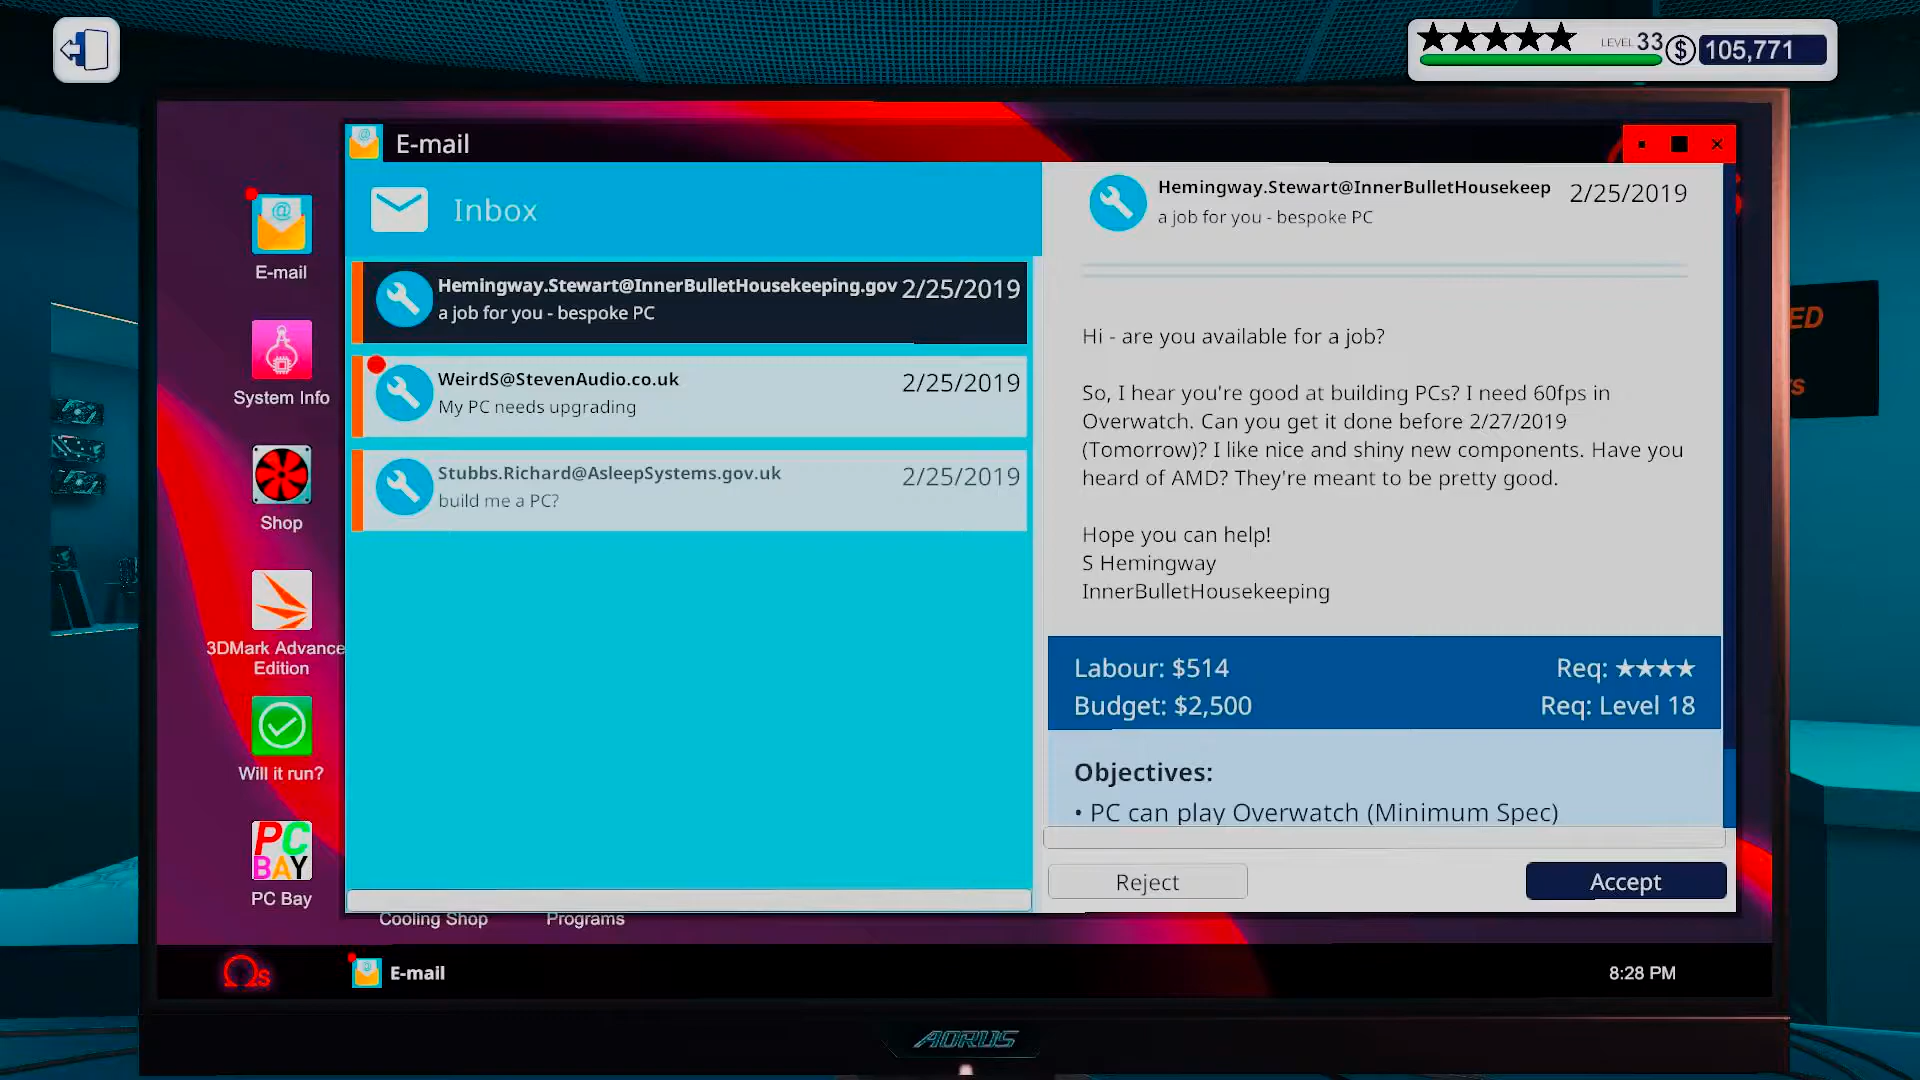 LEVEL 33
$ 105,771
E-mail
Inbox
Hemingway.Stewart@InnerBulletHousekeeping.gov 2/25/2019
a job for you - bespoke PC
WeirdS@StevenAudio.co.uk 2/25/2019
My PC needs upgrading
Stubbs.Richard@AsleepSystems.gov.uk 2/25/2019
build me a PC?
Hemingway.Stewart@InnerBulletHousekeep 2/25/2019
a job for you - bespoke PC
Hi - are you available for a job?
So, I hear you're good at building PCs? I need 60fps in
Overwatch. Can you get it done before 2/27/2019
(Tomorrow)? I like nice and shiny new components. Have you
heard of AMD? They're meant to be pretty good.
Hope you can help!
S Hemingway
InnerBulletHousekeeping
Labour: $514 Req: ★★★★
Budget: $2,500 Req: Level 18
Objectives:
• PC can play Overwatch (Minimum Spec)
Reject Accept
E-mail
System Info
Shop
3DMark Advance
Edition
Will it run?
PC
BAY
PC Bay
Cooling Shop Programs
Ωs
E-mail
8:28 PM
AORUS
ED